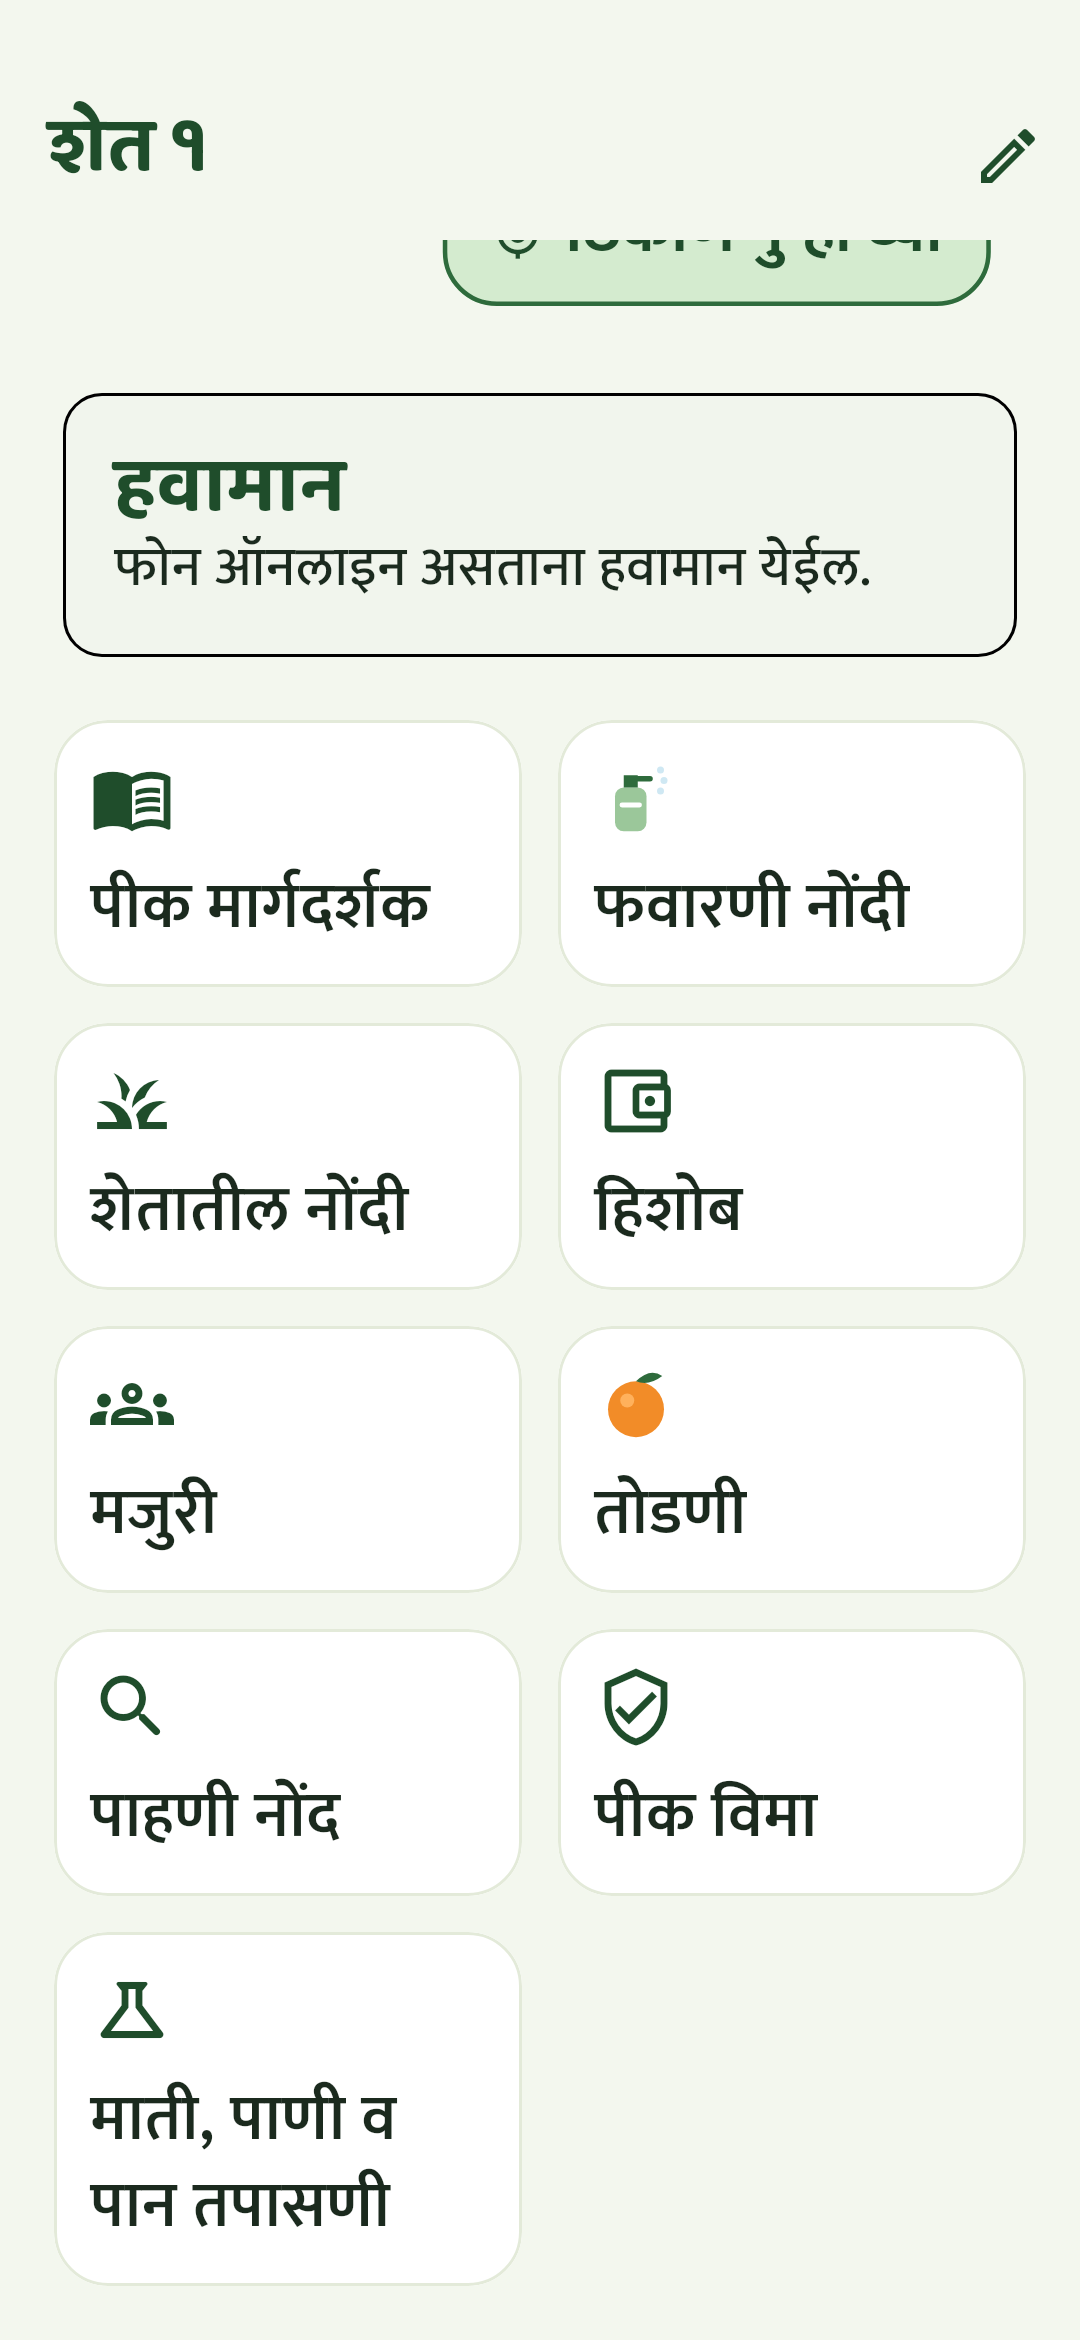 शेत १
हवामान
फोन ऑनलाइन असताना हवामान येईल.
पीक मार्गदर्शक
फवारणी नोंदी
शेतातील नोंदी
हिशोब
मजुरी
तोडणी
पाहणी नोंद
पीक विमा
माती, पाणी व
पान तपासणी